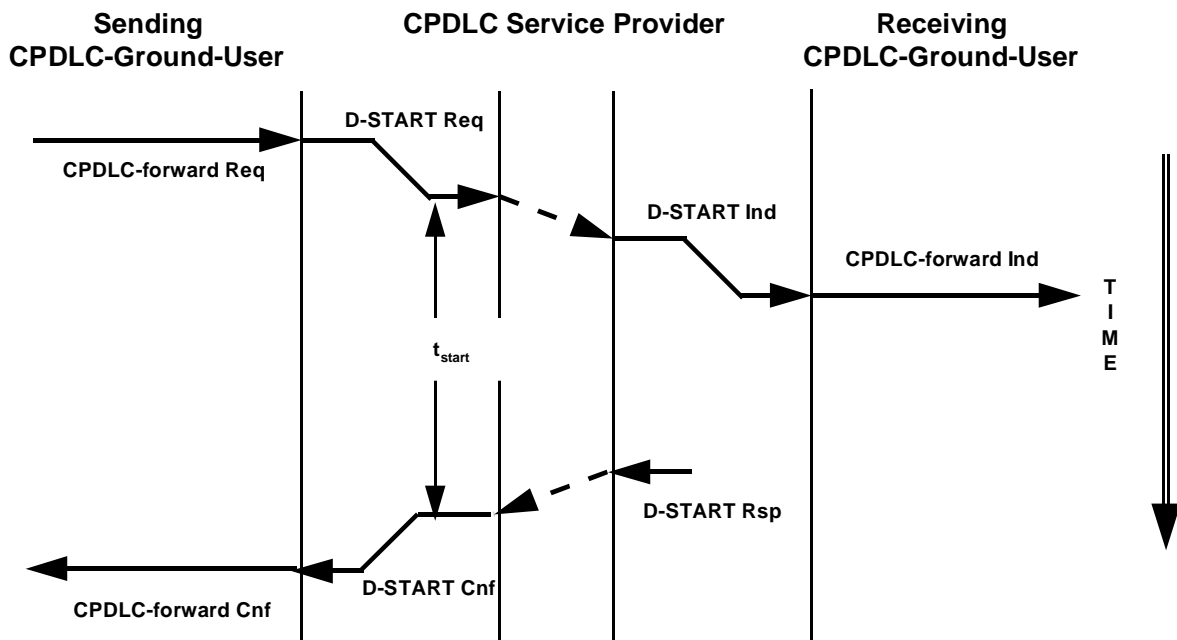 Sending
CPDLC-Ground-User
CPDLC Service Provider
Receiving
CPDLC-Ground-User
D-START Req
CPDLC-forward Req
D-START Ind
CPDLC-forward Ind
T
I
M
E
tstart
D-START Rsp
D-START Cnf
CPDLC-forward Cnf